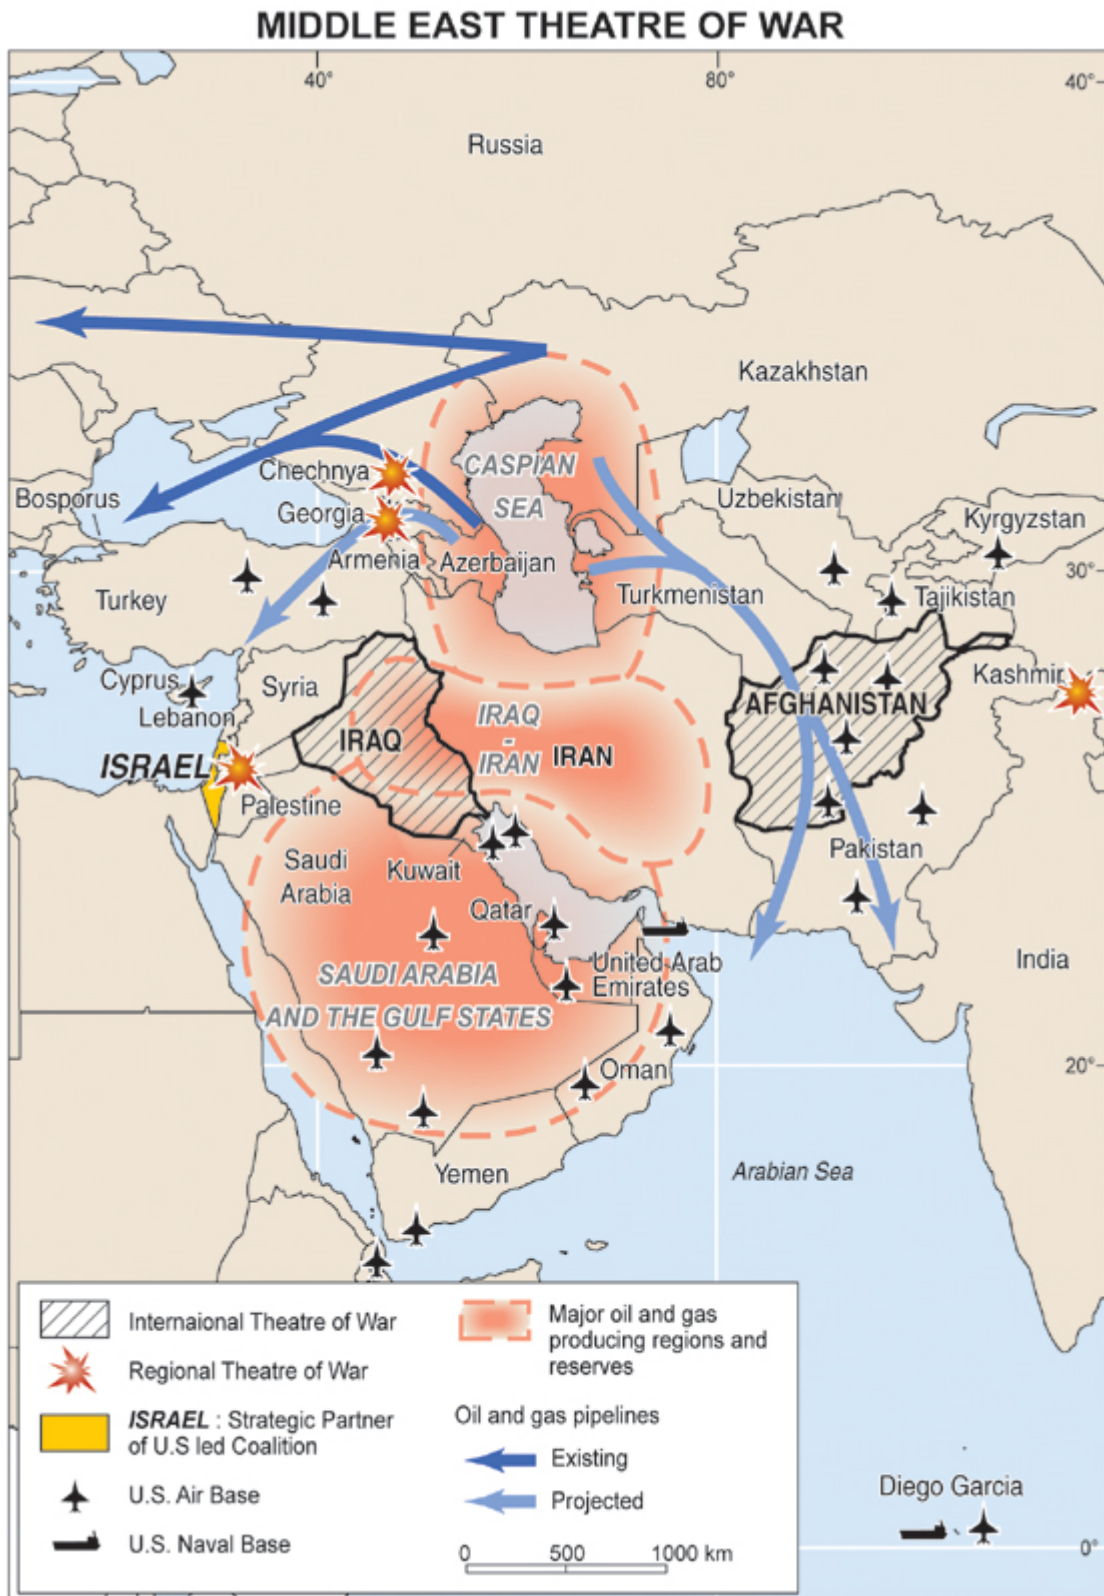 MIDDLE EAST THEATRE OF WAR
40°
80°
40°
Russia
Kazakhstan
CASPIAN
SEA
Chechnya
Bosporus
Georgia
Uzbekistan
Kyrgyzstan
Armenia
Azerbaijan
30°
Turkey
Turkmenistan
Tajikistan
Cyprus
Syria
Kashmir
Lebanon
AFGHANISTAN
IRAQ
IRAQ
-
IRAN
IRAN
ISRAEL
Palestine
Saudi
Arabia
Kuwait
Pakistan
Qatar
United Arab
Emirates
India
SAUDI ARABIA
AND THE GULF STATES
Oman
20°
Yemen
Arabian Sea
Internaional Theatre of War
Regional Theatre of War
ISRAEL : Strategic Partner
of U.S led Coalition
U.S. Air Base
U.S. Naval Base
Major oil and gas
producing regions and
reserves
Oil and gas pipelines
Existing
Projected
0 500 1000 km
Diego Garcia
0°